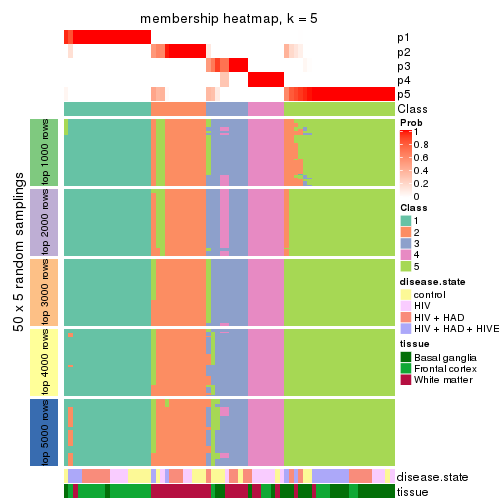 membership heatmap, k = 5
p1
p2
p3
p4
p5
Class
50 x 5 random samplings
top 1000 rows
top 2000 rows
top 3000 rows
top 4000 rows
top 5000 rows
Prob
1
0.8
0.6
0.4
0.2
0
Class
1
2
3
4
5
disease.state
control
HIV
HIV + HAD
HIV + HAD + HIVE
tissue
Basal ganglia
Frontal cortex
White matter
disease.state
tissue